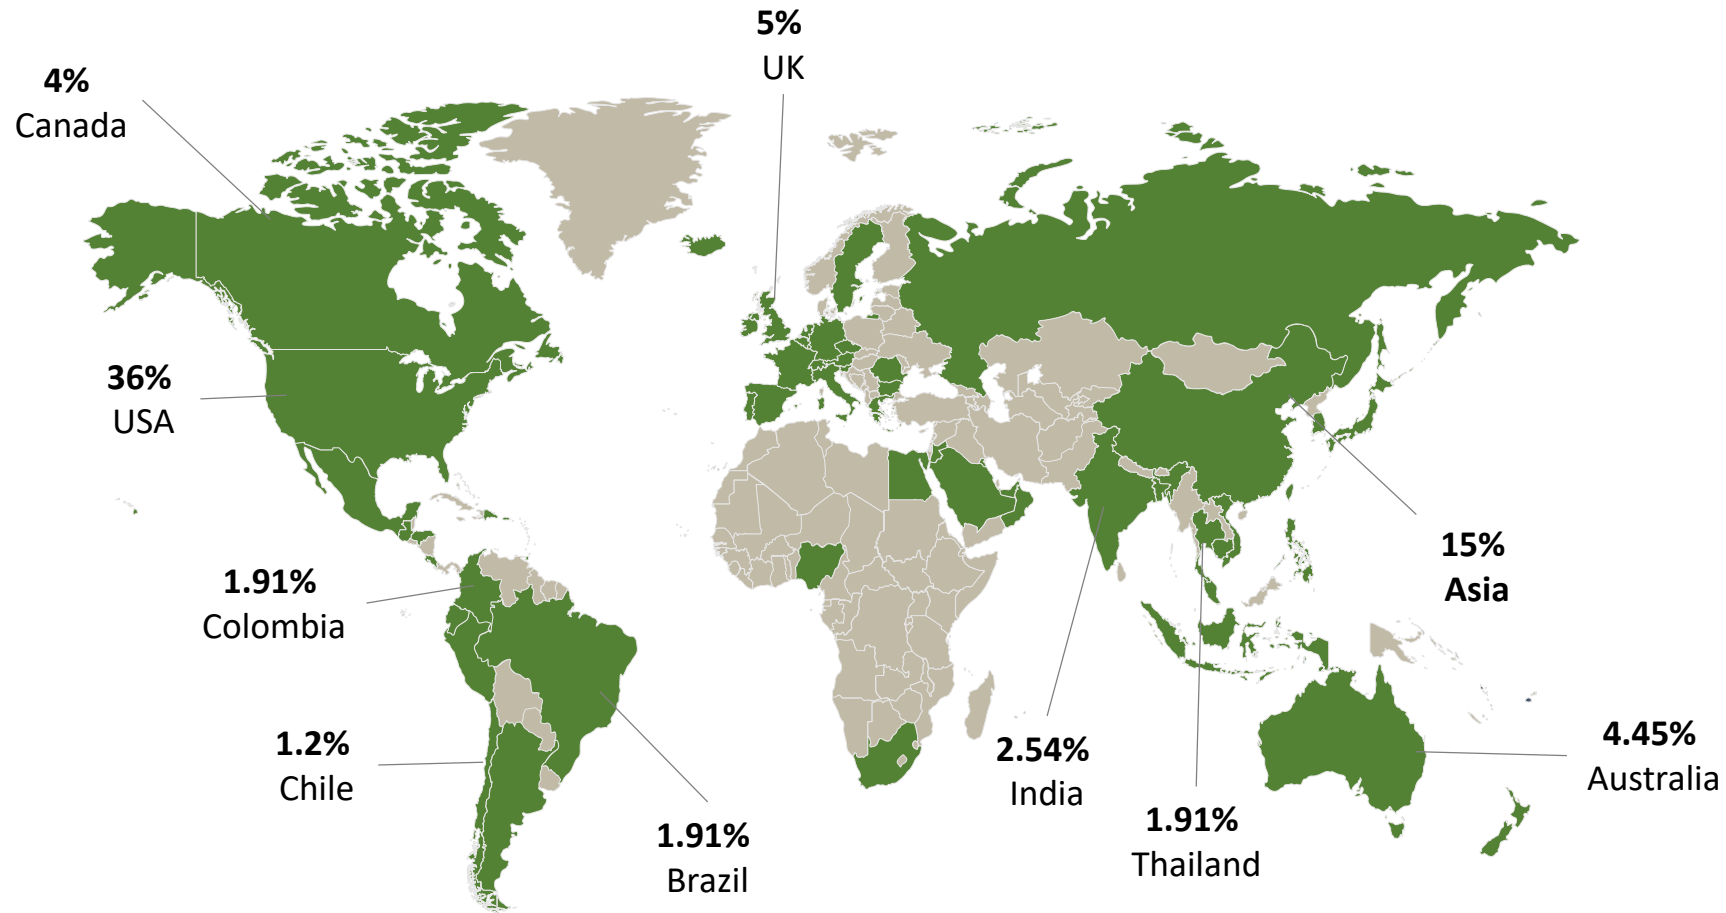 5%
UK
4%
Canada
36%
USA
1.91%
Colombia
1.2%
Chile
1.91%
Brazil
2.54%
India
1.91%
Thailand
15%
Asia
4.45%
Australia